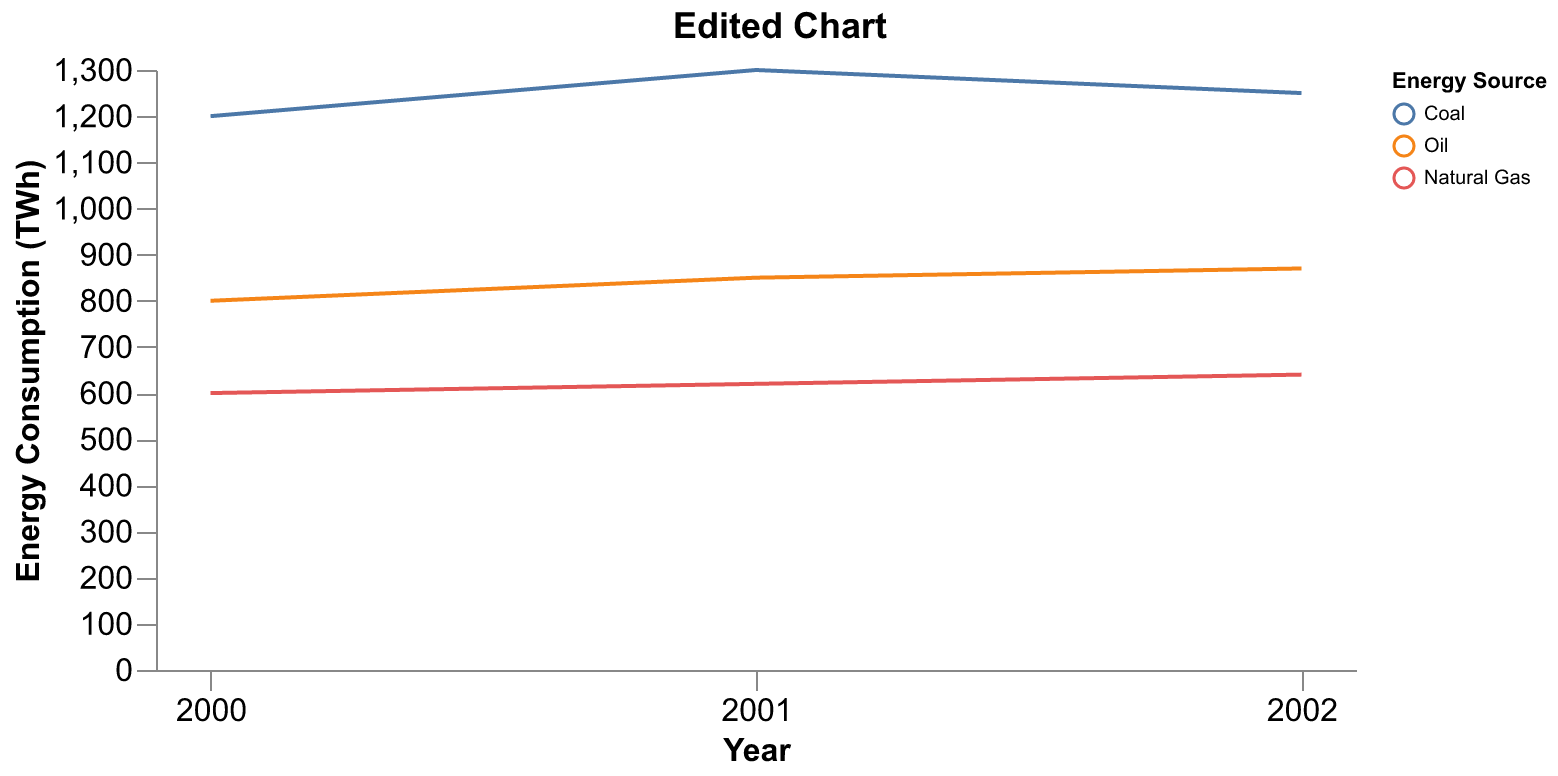 Edited Chart
1,300
1,200
1,100
1,000
900
800
700
600
500
400
300
200
100
0
Energy Consumption (TWh)
2000
2001
2002
Year
Energy Source
Coal
Oil
Natural Gas